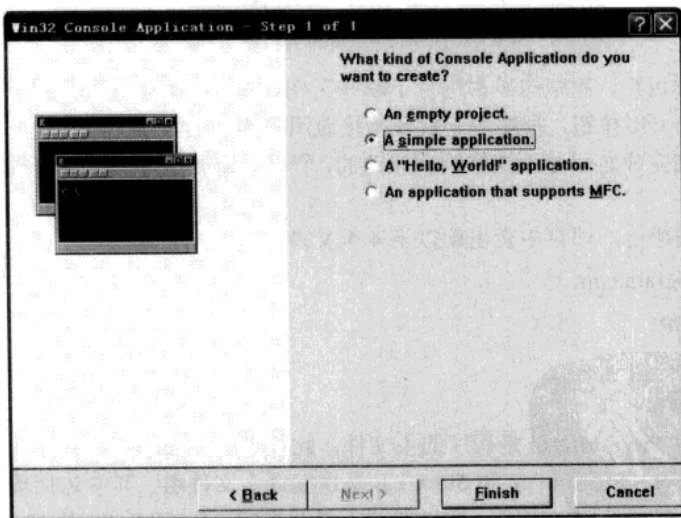 Win32 Console Application - Step 1 of 1
What kind of Console Application do you
want to create?
An empty project.
A simple application.
A "Hello, World!" application.
An application that supports MFC.
< Back
Next >
Finish
Cancel